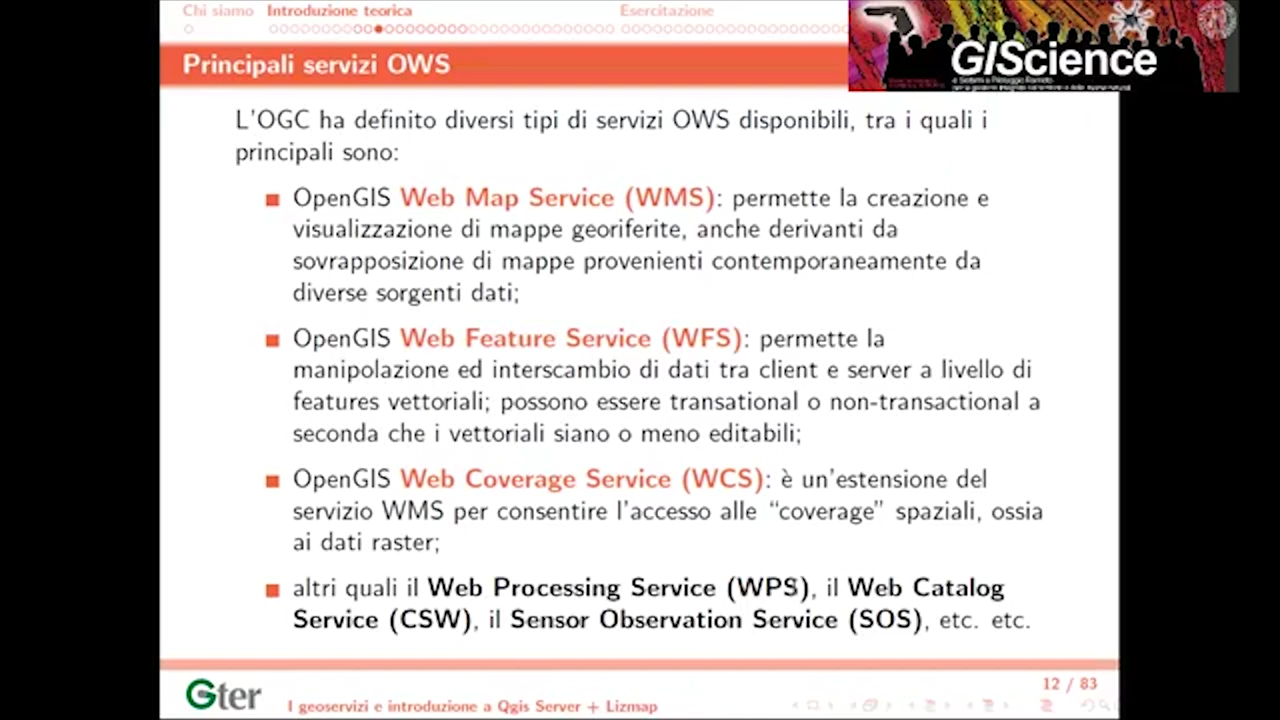 Chi siamo Introduzione teorica Esercitazione
GIScience
Principali servizi OWS
L'OGC ha definito diversi tipi di servizi OWS disponibili, tra i quali i
principali sono:
OpenGIS Web Map Service (WMS): permette la creazione e
visualizzazione di mappe georiferite, anche derivanti da
sovrapposizione di mappe provenienti contemporaneamente da
diverse sorgenti dati;
OpenGIS Web Feature Service (WFS): permette la
manipolazione ed interscambio di dati tra client e server a livello di
features vettoriali; possono essere transational o non-transactional a
seconda che i vettoriali siano o meno editabili;
OpenGIS Web Coverage Service (WCS): è un'estensione del
servizio WMS per consentire l'accesso alle “coverage” spaziali, ossia
ai dati raster;
altri quali il Web Processing Service (WPS), il Web Catalog
Service (CSW), il Sensor Observation Service (SOS), etc. etc.
12 / 83
Gter
I geoservizi e introduzione a Qgis Server + Lizmap